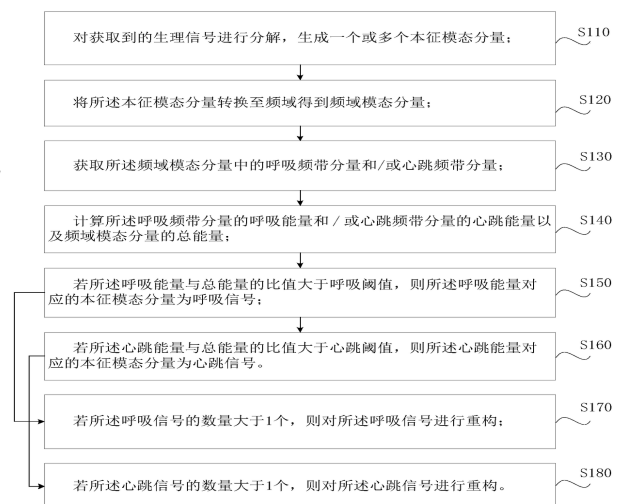 对获取到的生理信号进行分解，生成一个或多个本征模态分量；
S110
将所述本征模态分量转换至频域得到频域模态分量；
S120
获取所述频域模态分量中的呼吸频带分量和/或心跳频带分量；
S130
计算所述呼吸频带分量的呼吸能量和/或心跳频带分量的心跳能量以
及频域模态分量的总能量；
S140
若所述呼吸能量与总能量的比值大于呼吸阈值，则所述呼吸能量对
应的本征模态分量为呼吸信号；
S150
若所述心跳能量与总能量的比值大于心跳阈值，则所述心跳能量对
应的本征模态分量为心跳信号。
S160
若所述呼吸信号的数量大于1个，则对所述呼吸信号进行重构；
S170
若所述心跳信号的数量大于1个，则对所述心跳信号进行重构。
S180